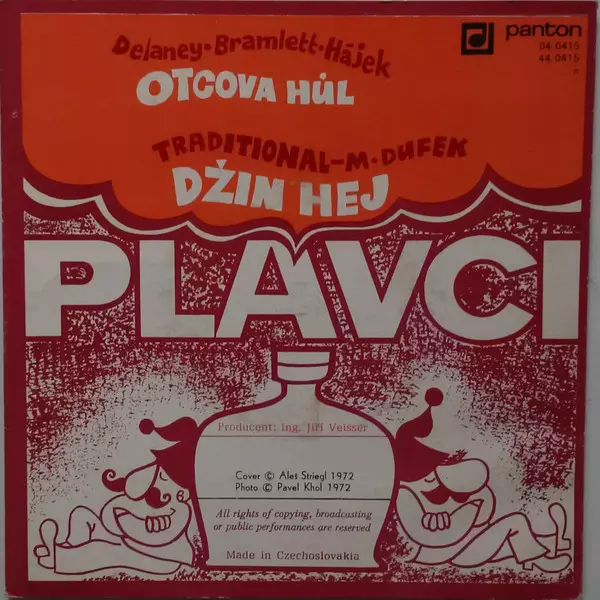 Delaney•Bramlett•Hájek
OTCOVA HŮL
panton
04 0415
44 0415
TRADITIONAL–M•DUFEK
DŽIN HEJ
PLAVCI
Producent: ing. Jiří Veisser
Cover © Aleš Striegl 1972
Photo © Pavel Khol 1972
All rights of copying, broadcasting
or public performances are reserved
Made in Czechoslovakia